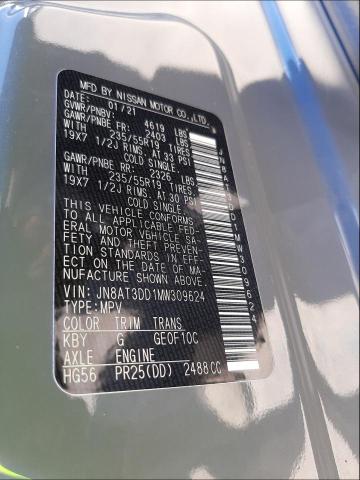 MFD BY NISSAN MOTOR CO., LTD.
DATE: 01/21
GVWR/PNBV: 4619 LBS
GAWR/PNBE FR: 2403 LBS
WITH 235/55R19 TIRES,
19X7 1/2J RIMS AT 33 PSI
COLD SINGLE.
GAWR/PNBE RR: 2326 LBS
WITH 235/55R19 TIRES,
19X7 1/2J RIMS AT 30 PSI
COLD SINGLE.
THIS VEHICLE CONFORMS
TO ALL APPLICABLE FED-
ERAL MOTOR VEHICLE SA-
FETY AND THEFT PREVENTION
STANDARDS IN EFF-
ECT ON THE DATE OF MA-
NUFACTURE SHOWN ABOVE.
VIN: JN8AT3DD1MW309624
TYPE: MPV
COLOR TRIM TRANS
KBY G GE0F10C
AXLE ENGINE
HG56 PR25(DD) 2488CC
JN8AT3DD1MW309624